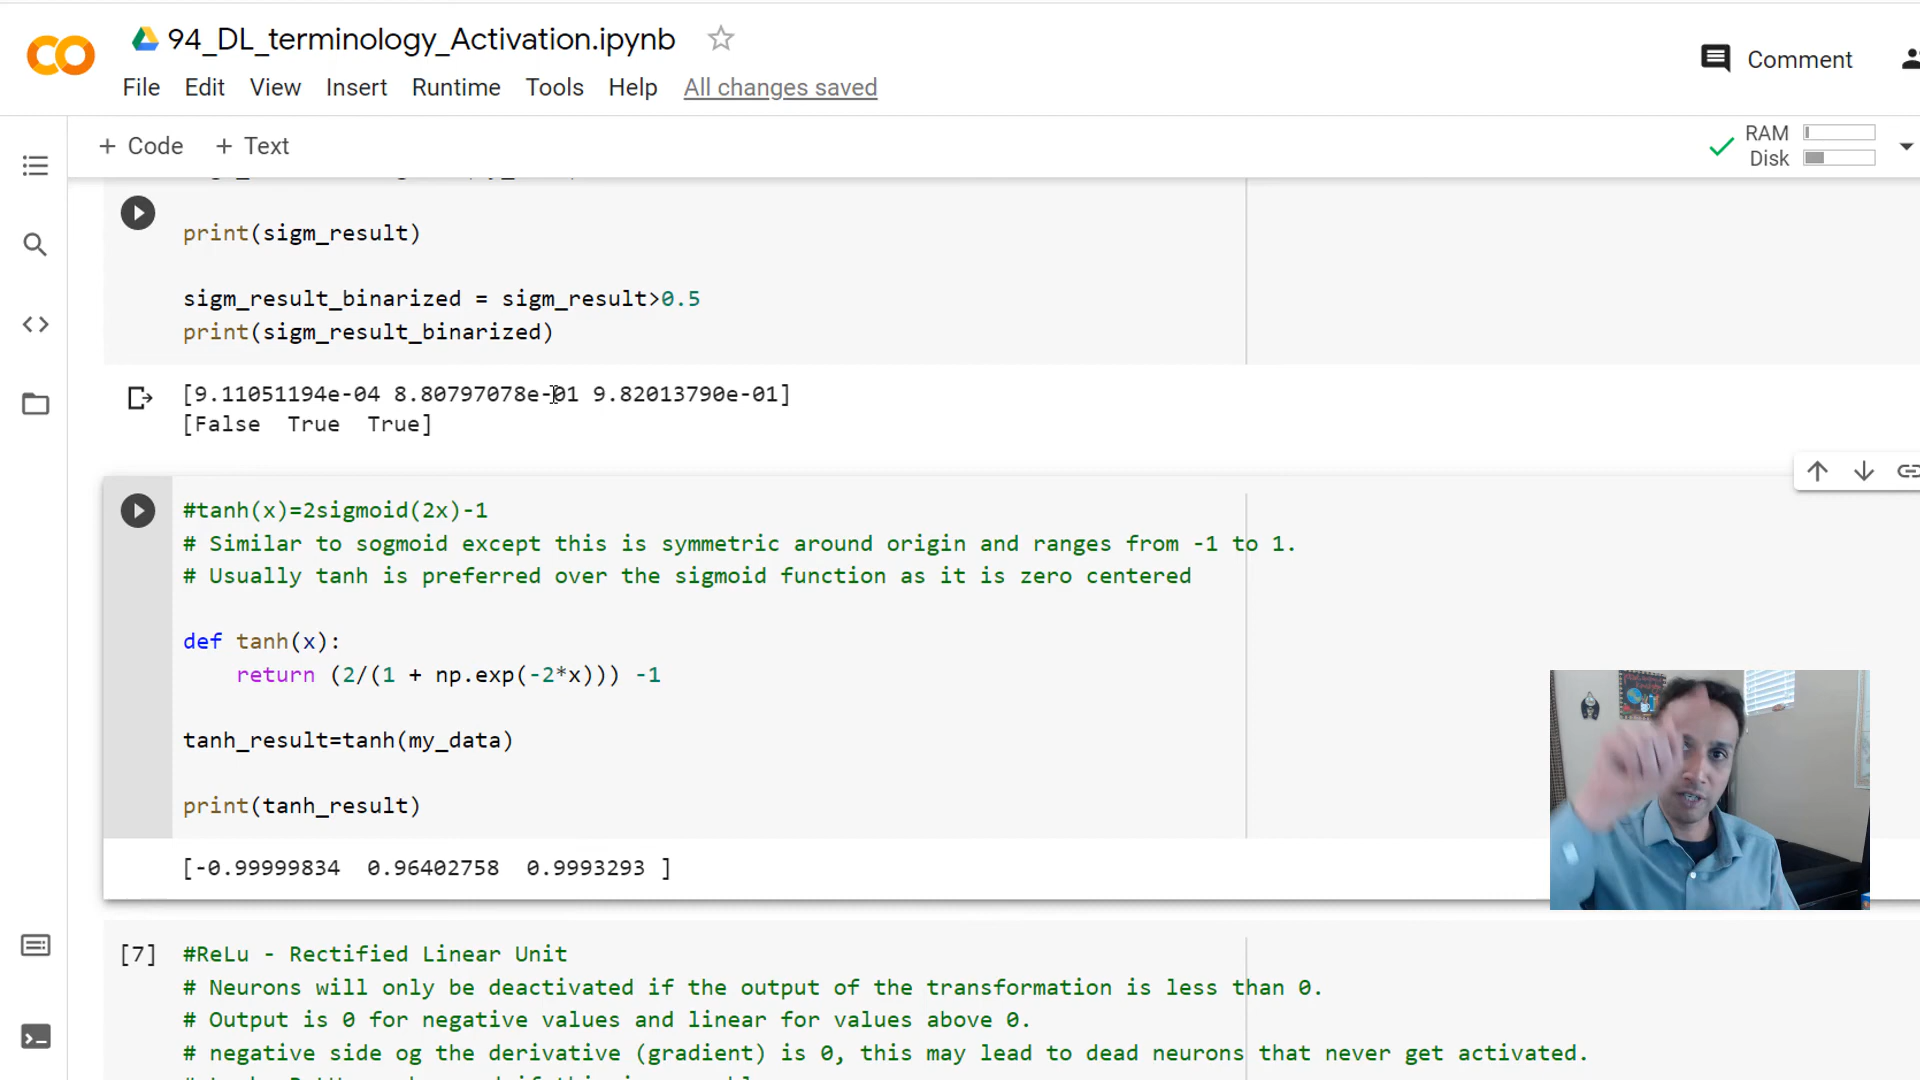 94_DL_terminology_Activation.ipynb
Comment
File Edit View Insert Runtime Tools Help All changes saved
+ Code + Text
RAM
Disk
print(sigm_result)
sigm_result_binarized = sigm_result>0.5
print(sigm_result_binarized)
[9.11051194e-04 8.80797078e-01 9.82013790e-01]
[False True True]
#tanh(x)=2sigmoid(2x)-1
# Similar to sogmoid except this is symmetric around origin and ranges from -1 to 1.
# Usually tanh is preferred over the sigmoid function as it is zero centered
def tanh(x):
return (2/(1 + np.exp(-2*x))) -1
tanh_result=tanh(my_data)
print(tanh_result)
[-0.99999834 0.96402758 0.9993293 ]
[7] #ReLu - Rectified Linear Unit
# Neurons will only be deactivated if the output of the transformation is less than 0.
# Output is 0 for negative values and linear for values above 0.
# negative side og the derivative (gradient) is 0, this may lead to dead neurons that never get activated.